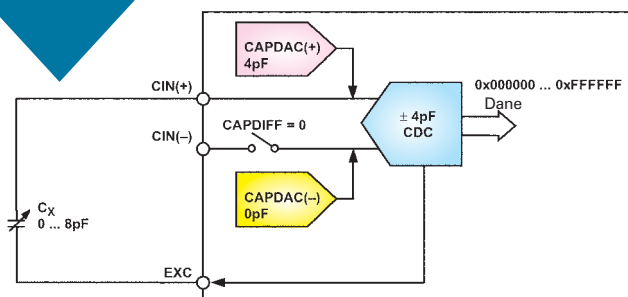 CAPDAC(+)
4pF
CIN(+)
0x000000 ... 0xFFFFFF
Dane
± 4pF
CDC
CIN(–)
CAPDIFF = 0
CAPDAC(–)
0pF
CX
0 ... 8pF
EXC